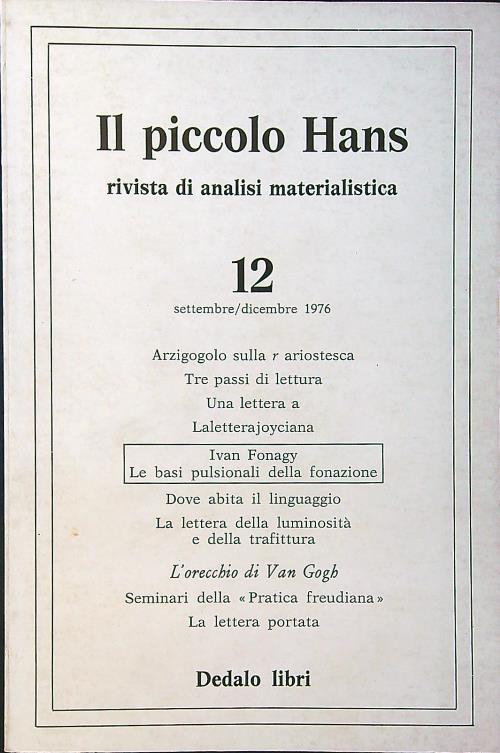 Il piccolo Hans
rivista di analisi materialistica
12
settembre/dicembre 1976
Arzigogolo sulla r ariostesca
Tre passi di lettura
Una lettera a
Laletterajoyciana
Ivan Fonagy
Le basi pulsionali della fonazione
Dove abita il linguaggio
La lettera della luminosità
e della trafittura
L'orecchio di Van Gogh
Seminari della «Pratica freudiana»
La lettera portata
Dedalo libri